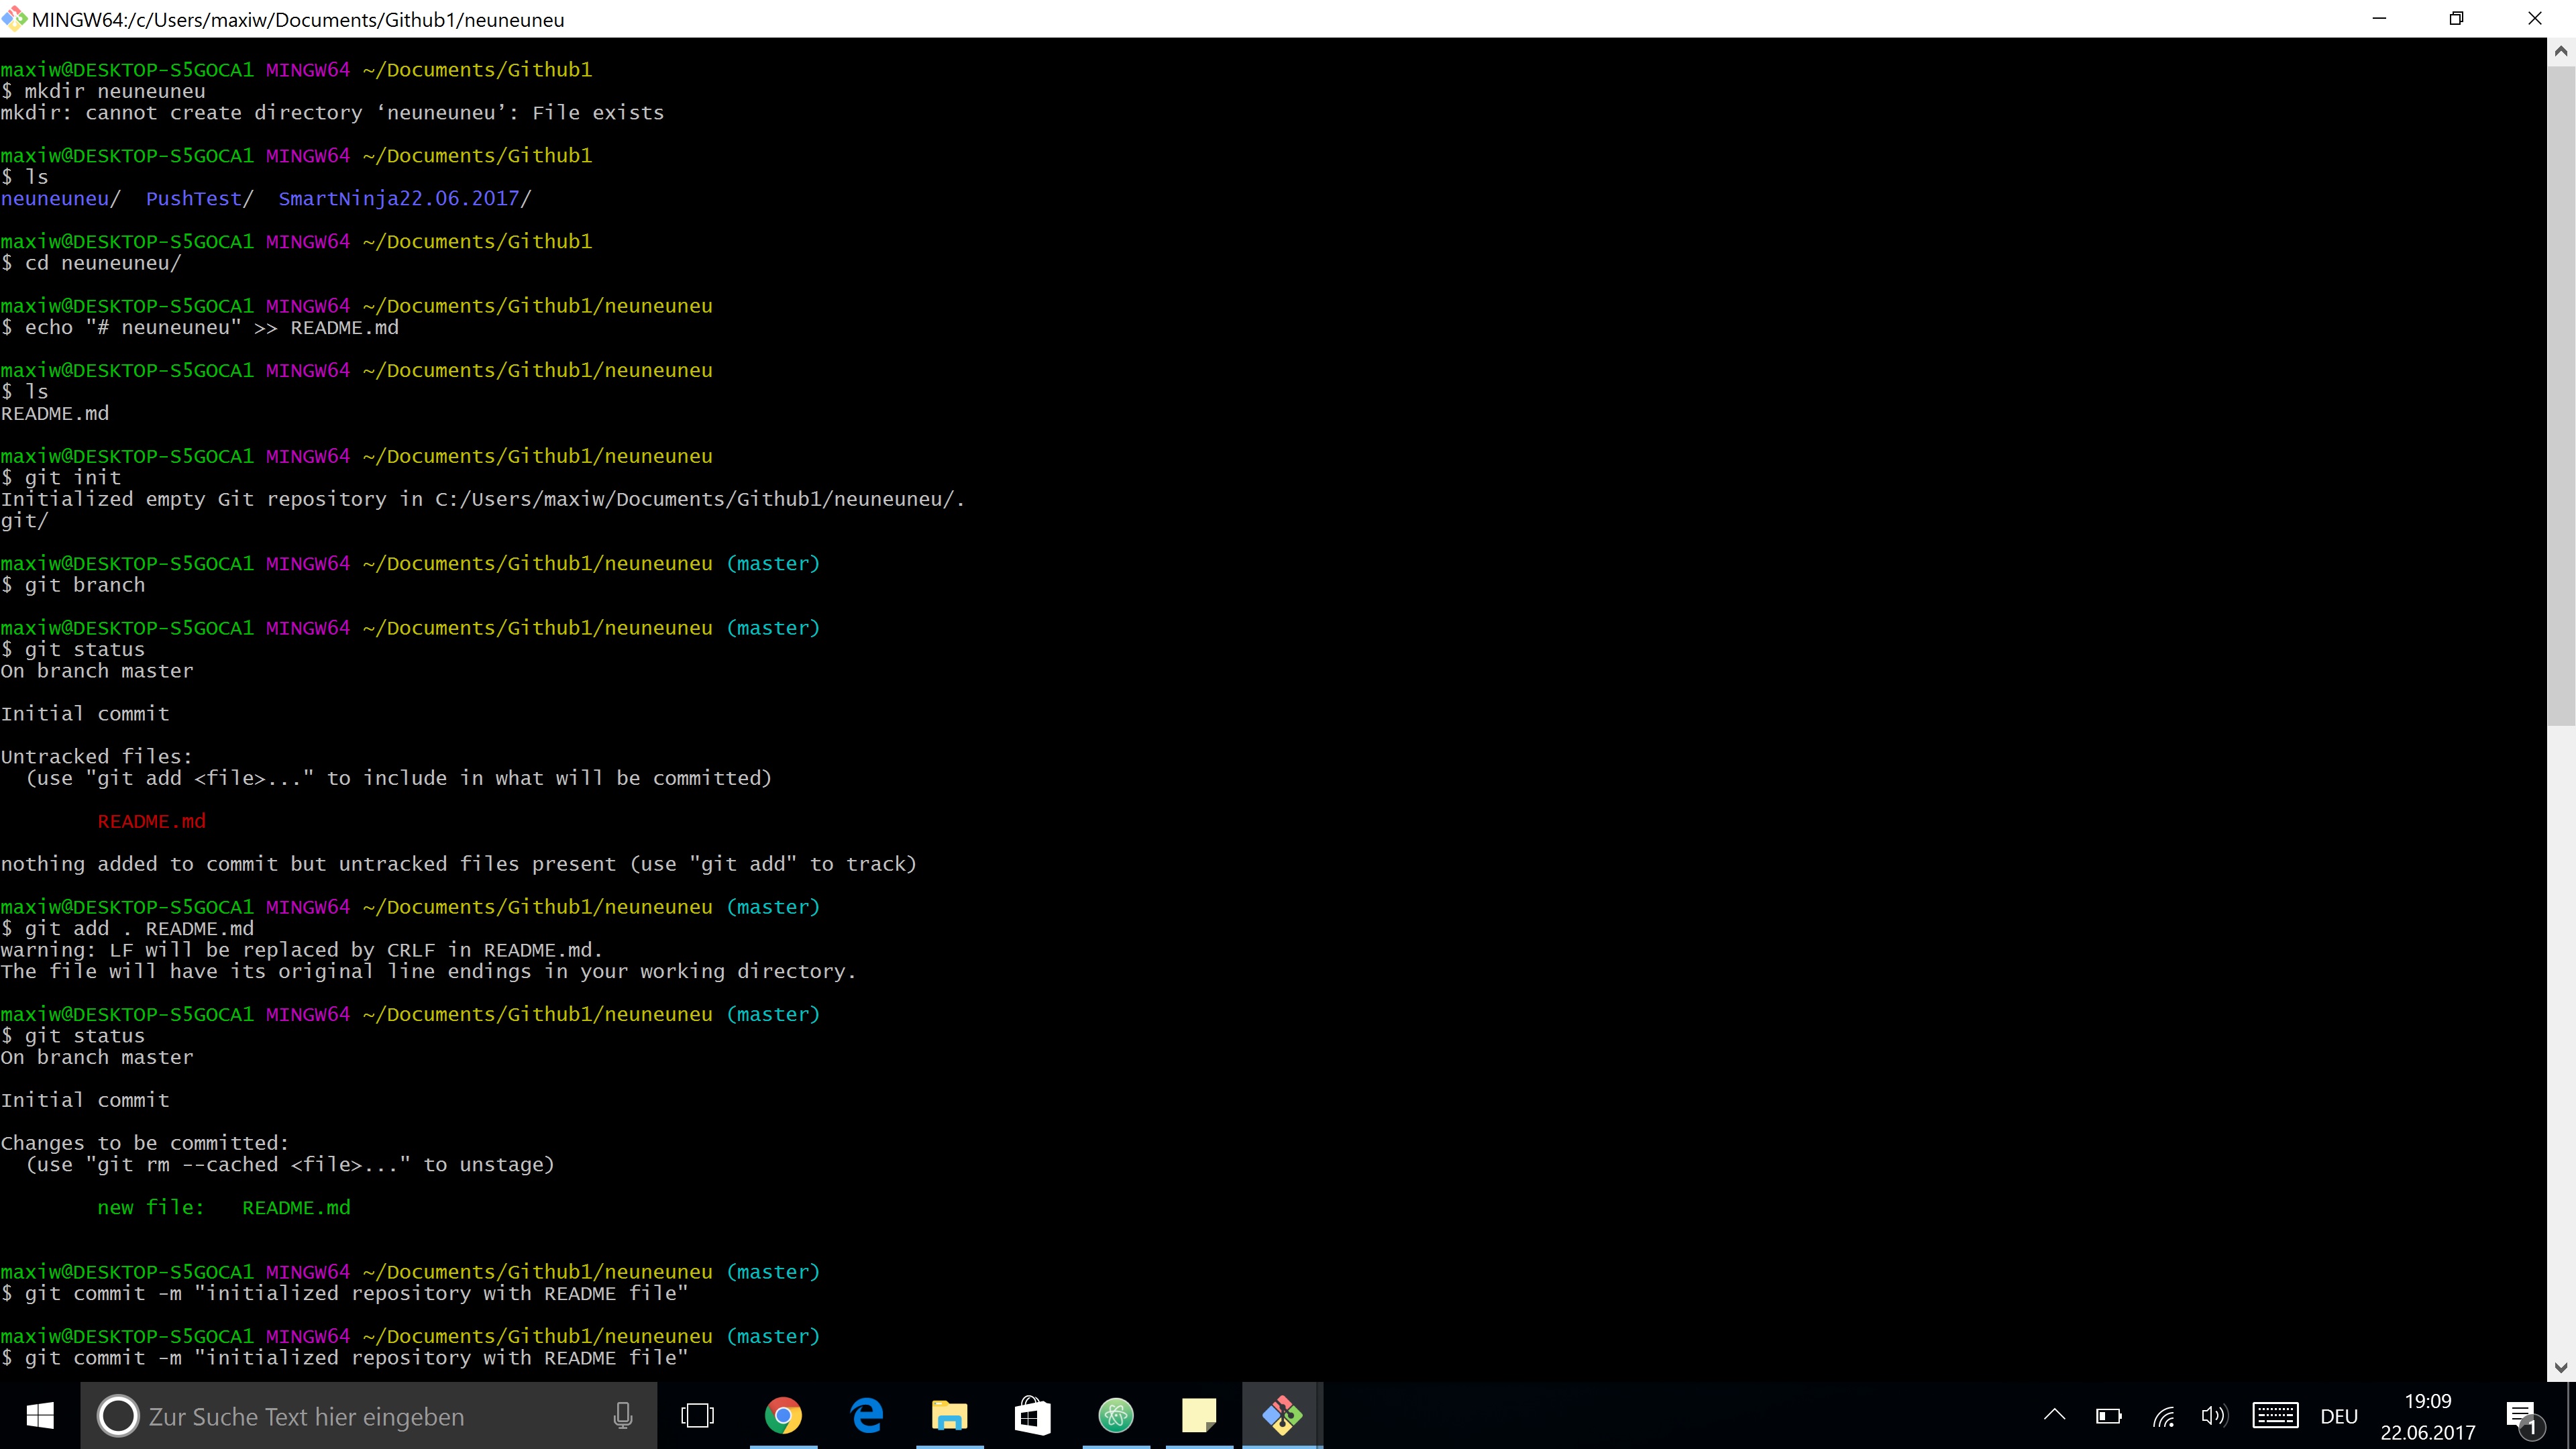 MINGW64:/c/Users/maxiw/Documents/Github1/neuneuneu
maxiw@DESKTOP-S5GOCA1 MINGW64 ~/Documents/Github1
$ mkdir neuneuneu
mkdir: cannot create directory ‘neuneuneu’: File exists
maxiw@DESKTOP-S5GOCA1 MINGW64 ~/Documents/Github1
$ ls
neuneuneu/  PushTest/  SmartNinja22.06.2017/
maxiw@DESKTOP-S5GOCA1 MINGW64 ~/Documents/Github1
$ cd neuneuneu/
maxiw@DESKTOP-S5GOCA1 MINGW64 ~/Documents/Github1/neuneuneu
$ echo "# neuneuneu" >> README.md
maxiw@DESKTOP-S5GOCA1 MINGW64 ~/Documents/Github1/neuneuneu
$ ls
README.md
maxiw@DESKTOP-S5GOCA1 MINGW64 ~/Documents/Github1/neuneuneu
$ git init
Initialized empty Git repository in C:/Users/maxiw/Documents/Github1/neuneuneu/.
git/
maxiw@DESKTOP-S5GOCA1 MINGW64 ~/Documents/Github1/neuneuneu (master)
$ git branch
maxiw@DESKTOP-S5GOCA1 MINGW64 ~/Documents/Github1/neuneuneu (master)
$ git status
On branch master
Initial commit
Untracked files:
  (use "git add <file>..." to include in what will be committed)
        README.md
nothing added to commit but untracked files present (use "git add" to track)
maxiw@DESKTOP-S5GOCA1 MINGW64 ~/Documents/Github1/neuneuneu (master)
$ git add . README.md
warning: LF will be replaced by CRLF in README.md.
The file will have its original line endings in your working directory.
maxiw@DESKTOP-S5GOCA1 MINGW64 ~/Documents/Github1/neuneuneu (master)
$ git status
On branch master
Initial commit
Changes to be committed:
  (use "git rm --cached <file>..." to unstage)
        new file:   README.md
maxiw@DESKTOP-S5GOCA1 MINGW64 ~/Documents/Github1/neuneuneu (master)
$ git commit -m "initialized repository with README file"
maxiw@DESKTOP-S5GOCA1 MINGW64 ~/Documents/Github1/neuneuneu (master)
$ git commit -m "initialized repository with README file"
Zur Suche Text hier eingeben
DEU
19:09
22.06.2017
1